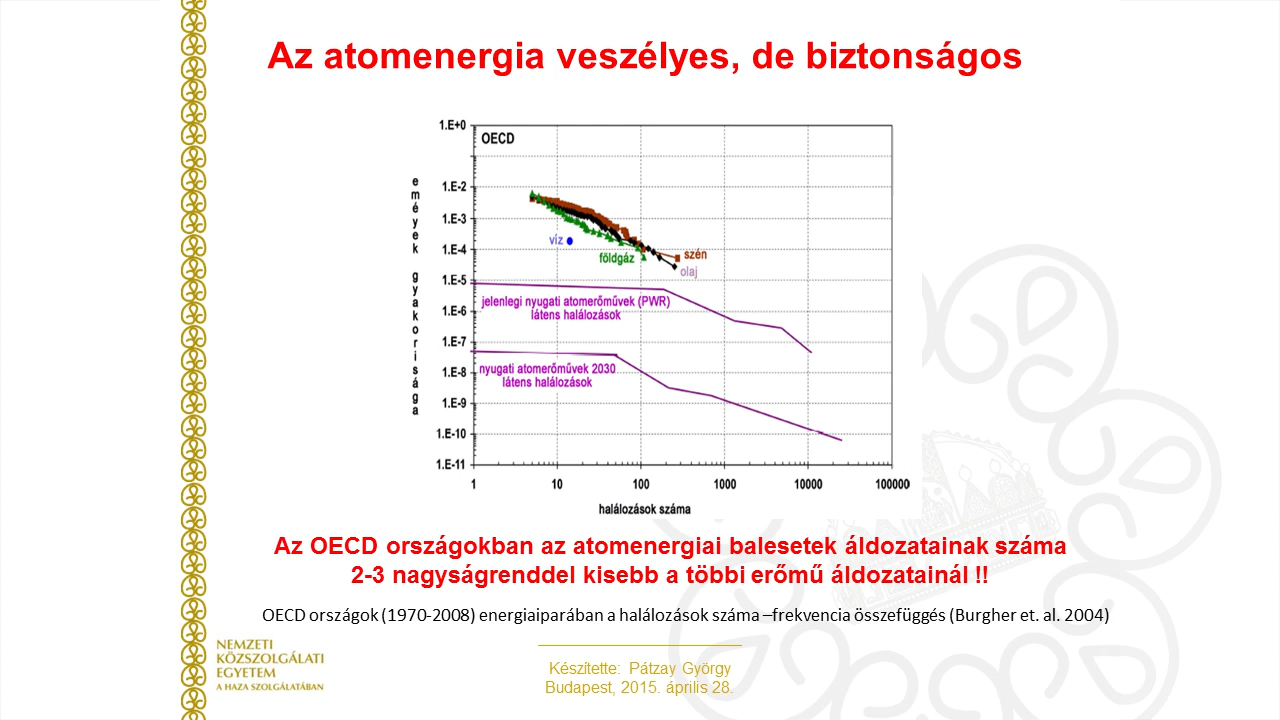 Az atomenergia veszélyes, de biztonságos
1.E+0
1.E-2
1.E-3
1.E-4
1.E-5
1.E-6
1.E-7
1.E-8
1.E-9
1.E-10
1.E-11
eméyek gyakorisága
OECD
víz
földgáz
szén
olaj
jelenlegi nyugati atomerőművek (PWR)
látens halálozások
nyugati atomerőművek 2030
látens halálozások
1 10 100 1000 10000 100000
halálozások száma
Az OECD országokban az atomenergiai balesetek áldozatainak száma
2-3 nagyságrenddel kisebb a többi erőmű áldozatainál !!
OECD országok (1970-2008) energiaiparában a halálozások száma –frekvencia összefüggés (Burgher et. al. 2004)
NEMZETI
KÖZSZOLGÁLATI
EGYETEM
A HAZA SZOLGÁLATÁBAN
Készítette: Pátzay György
Budapest, 2015. április 28.